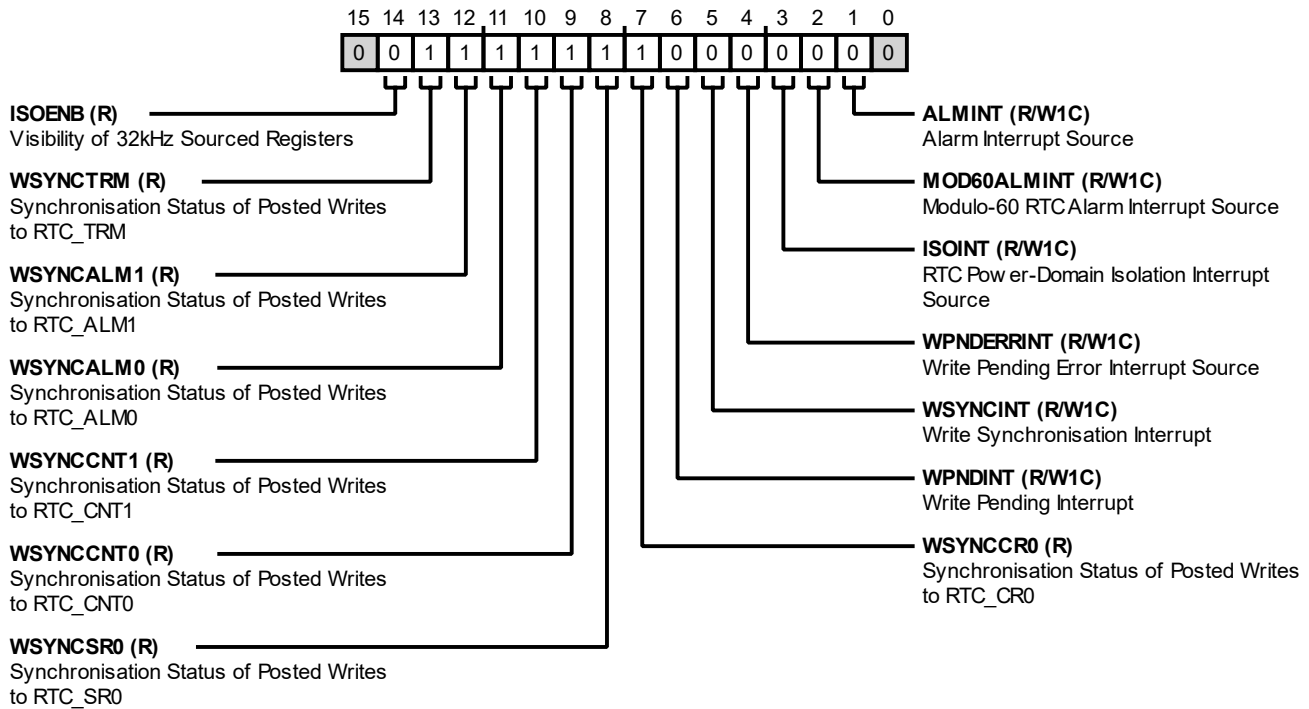 15 14 13 12 11 10 9 8 7 6 5 4 3 2 1 0
0 0 1 1 1 1 1 1 1 0 0 0 0 0 0 0
ISOENB (R)
Visibility of 32kHz Sourced Registers
WSYNCTRM (R)
Synchronisation Status of Posted Writes
to RTC_TRM
WSYNCALM1 (R)
Synchronisation Status of Posted Writes
to RTC_ALM1
WSYNCALM0 (R)
Synchronisation Status of Posted Writes
to RTC_ALM0
WSYNCCNT1 (R)
Synchronisation Status of Posted Writes
to RTC_CNT1
WSYNCCNT0 (R)
Synchronisation Status of Posted Writes
to RTC_CNT0
WSYNCSR0 (R)
Synchronisation Status of Posted Writes
to RTC_SR0
ALMINT (R/W1C)
Alarm Interrupt Source
MOD60ALMINT (R/W1C)
Modulo-60 RTC Alarm Interrupt Source
ISOINT (R/W1C)
RTC Power-Domain Isolation Interrupt
Source
WPNDERRINT (R/W1C)
Write Pending Error Interrupt Source
WSYNCINT (R/W1C)
Write Synchronisation Interrupt
WPNDINT (R/W1C)
Write Pending Interrupt
WSYNCCR0 (R)
Synchronisation Status of Posted Writes
to RTC_CR0